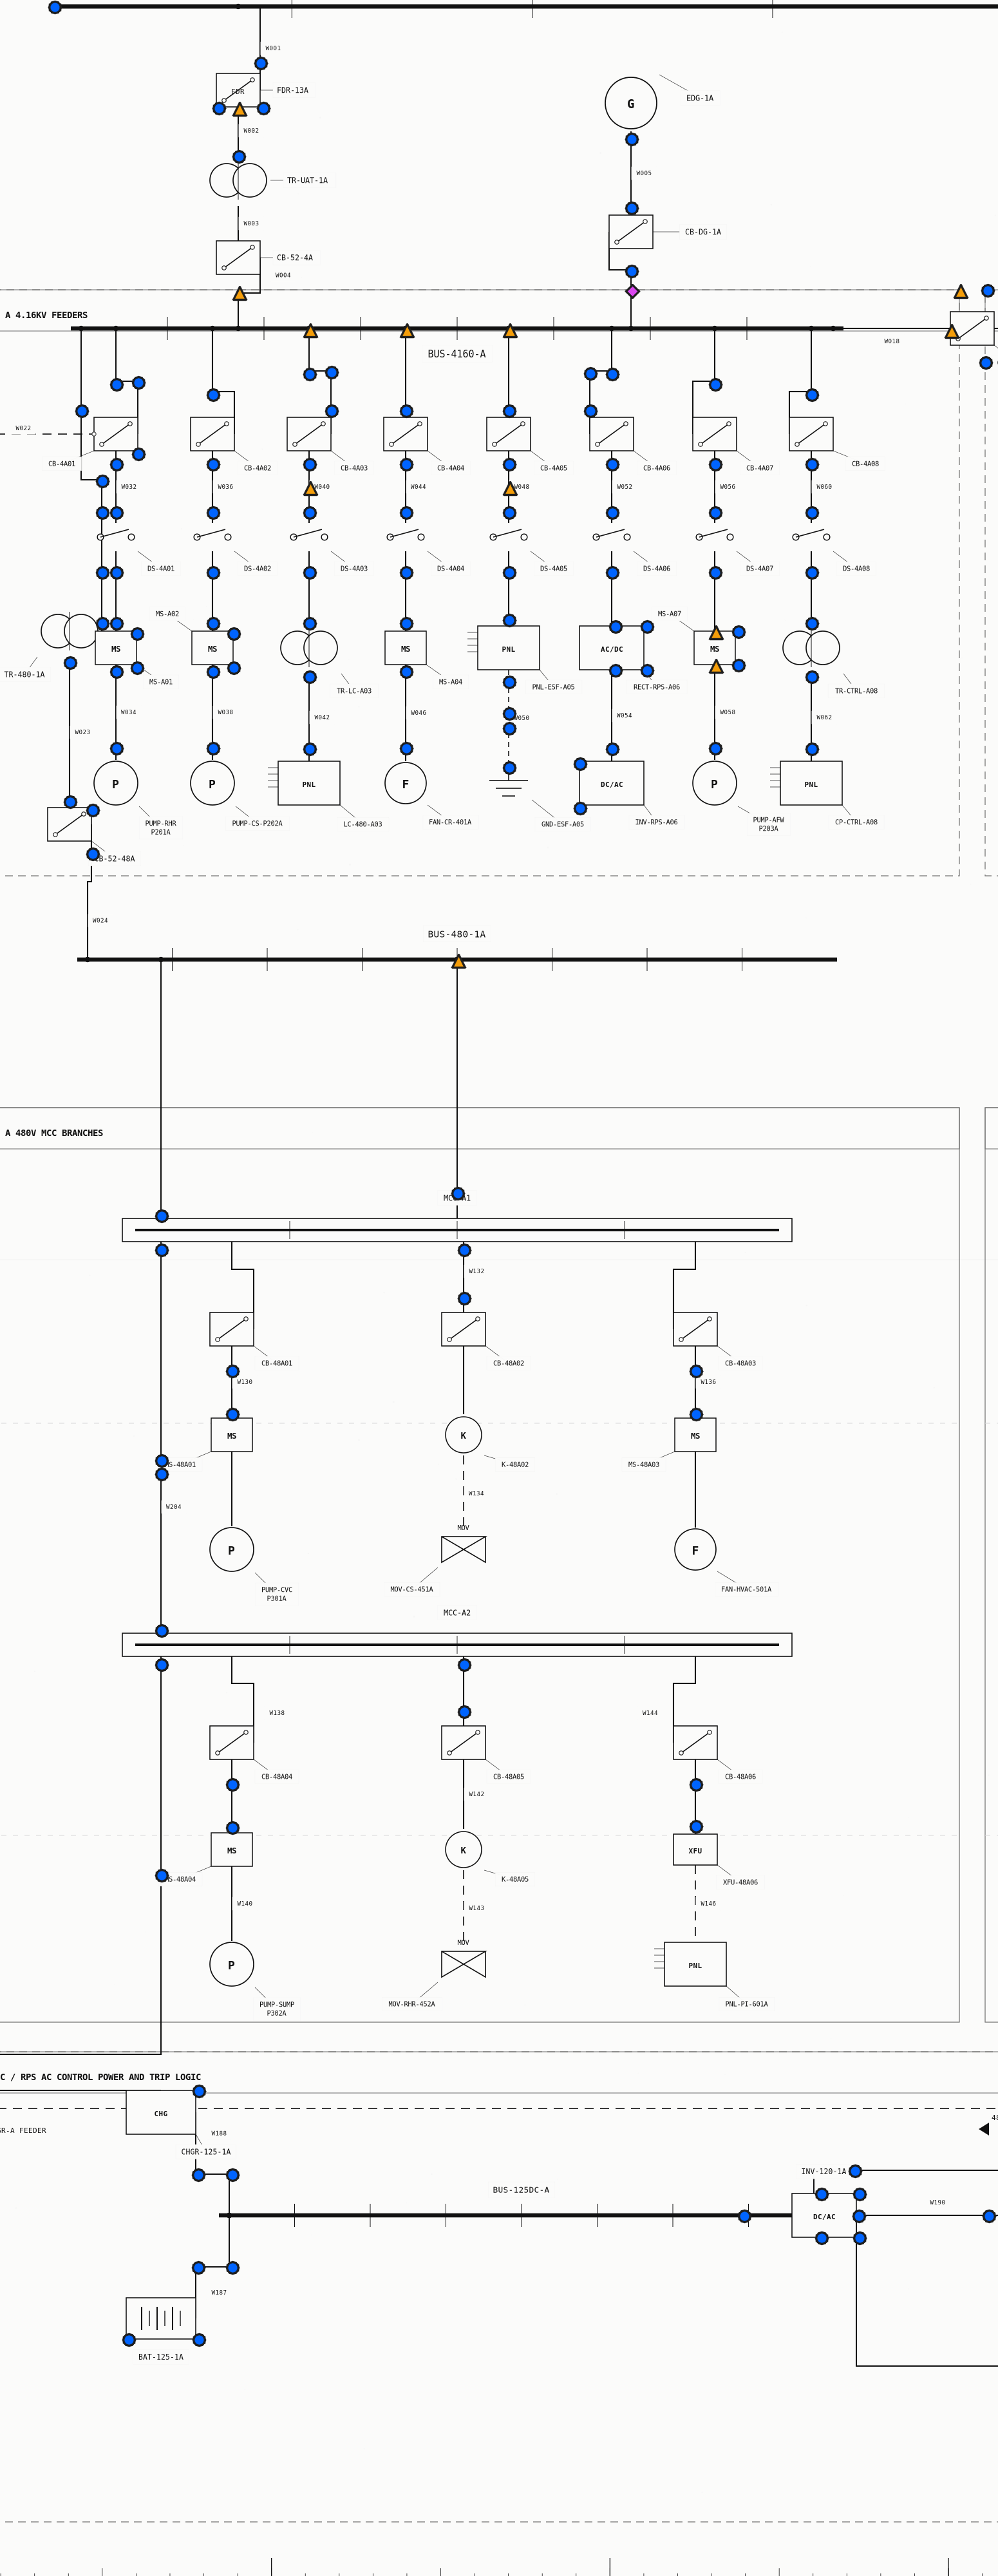 W001
FDR
FDR-13A
G
EDG-1A
W002
W005
TR-UAT-1A
W003
CB-DG-1A
CB-52-4A
W004
A 4.16KV FEEDERS
BUS-4160-A
W018
W022
CB-4A01
CB-4A02
CB-4A03
CB-4A04
CB-4A05
CB-4A06
CB-4A07
CB-4A08
W032
W036
W040
W044
W048
W052
W056
W060
DS-4A01
DS-4A02
DS-4A03
DS-4A04
DS-4A05
DS-4A06
DS-4A07
DS-4A08
MS-A02
MS-A07
MS
MS
MS
PNL
AC/DC
MS
TR-480-1A
MS-A01
TR-LC-A03
MS-A04
PNL-ESF-A05
RECT-RPS-A06
TR-CTRL-A08
W023
W034
W038
W042
W046
W050
W054
W058
W062
P
P
PNL
F
DC/AC
P
PNL
PUMP-RHR
P201A
PUMP-CS-P202A
LC-480-A03
FAN-CR-401A
GND-ESF-A05
INV-RPS-A06
PUMP-AFW
P203A
CP-CTRL-A08
CB-52-48A
W024
BUS-480-1A
A 480V MCC BRANCHES
MCC-A1
W132
CB-48A01
CB-48A02
CB-48A03
W130
W136
MS
K
MS
MS-48A01
K-48A02
MS-48A03
W134
W204
MOV
P
F
PUMP-CVC
P301A
MOV-CS-451A
FAN-HVAC-501A
MCC-A2
W138
W144
CB-48A04
CB-48A05
CB-48A06
W142
MS
K
XFU
MS-48A04
K-48A05
XFU-48A06
W140
W143
W146
MOV
P
PNL
PUMP-SUMP
P302A
MOV-RHR-452A
PNL-PI-601A
C / RPS AC CONTROL POWER AND TRIP LOGIC
CHG
48
GR-A FEEDER
W188
CHGR-125-1A
INV-120-1A
BUS-125DC-A
W190
DC/AC
W187
BAT-125-1A